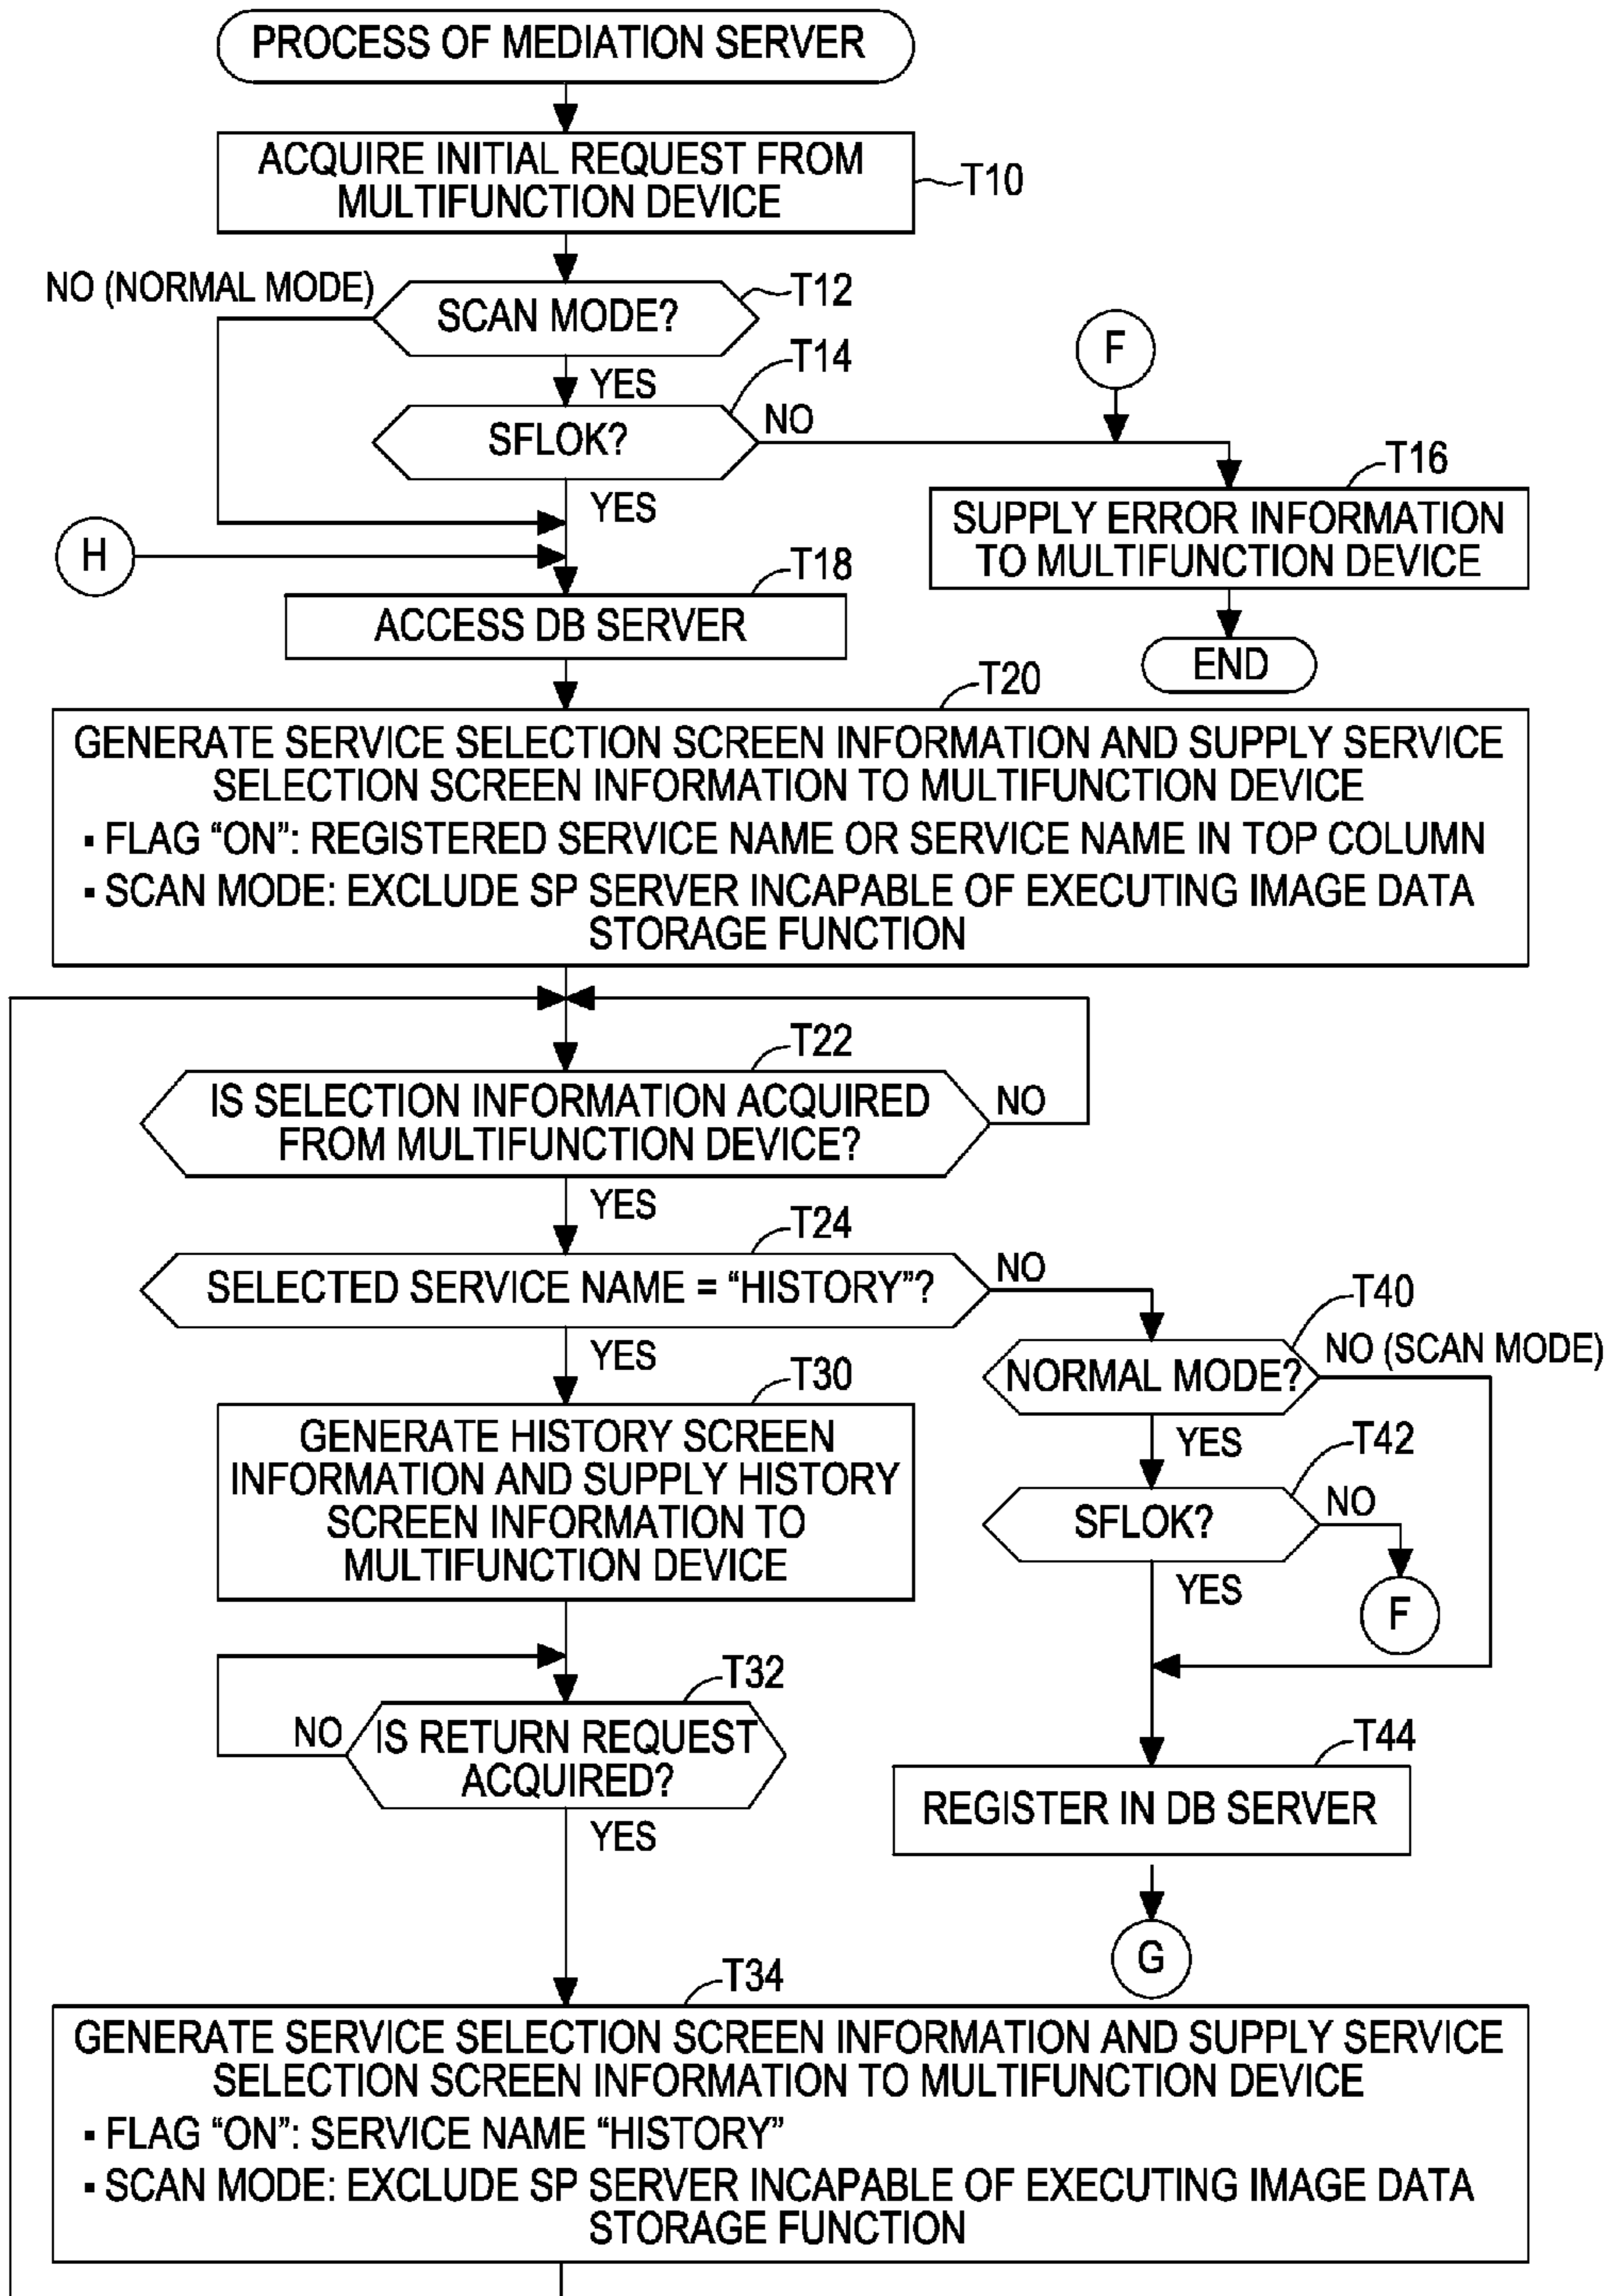 PROCESS OF MEDIATION SERVER
ACQUIRE INITIAL REQUEST FROM
MULTIFUNCTION DEVICE
T10
NO (NORMAL MODE)
SCAN MODE?
T12
YES
F
SFLOK?
T14
NO
YES
T16
SUPPLY ERROR INFORMATION
TO MULTIFUNCTION DEVICE
END
H
T18
ACCESS DB SERVER
T20
GENERATE SERVICE SELECTION SCREEN INFORMATION AND SUPPLY SERVICE
SELECTION SCREEN INFORMATION TO MULTIFUNCTION DEVICE
▪ FLAG “ON”: REGISTERED SERVICE NAME OR SERVICE NAME IN TOP COLUMN
▪ SCAN MODE: EXCLUDE SP SERVER INCAPABLE OF EXECUTING IMAGE DATA
STORAGE FUNCTION
T22
IS SELECTION INFORMATION ACQUIRED
FROM MULTIFUNCTION DEVICE?
NO
YES
T24
SELECTED SERVICE NAME = “HISTORY”?
NO
YES
T40
NORMAL MODE?
NO (SCAN MODE)
YES
T30
GENERATE HISTORY SCREEN
INFORMATION AND SUPPLY HISTORY
SCREEN INFORMATION TO
MULTIFUNCTION DEVICE
T42
SFLOK?
NO
YES
F
T32
NO
IS RETURN REQUEST
ACQUIRED?
YES
T44
REGISTER IN DB SERVER
G
T34
GENERATE SERVICE SELECTION SCREEN INFORMATION AND SUPPLY SERVICE
SELECTION SCREEN INFORMATION TO MULTIFUNCTION DEVICE
▪ FLAG “ON”: SERVICE NAME “HISTORY”
▪ SCAN MODE: EXCLUDE SP SERVER INCAPABLE OF EXECUTING IMAGE DATA
STORAGE FUNCTION